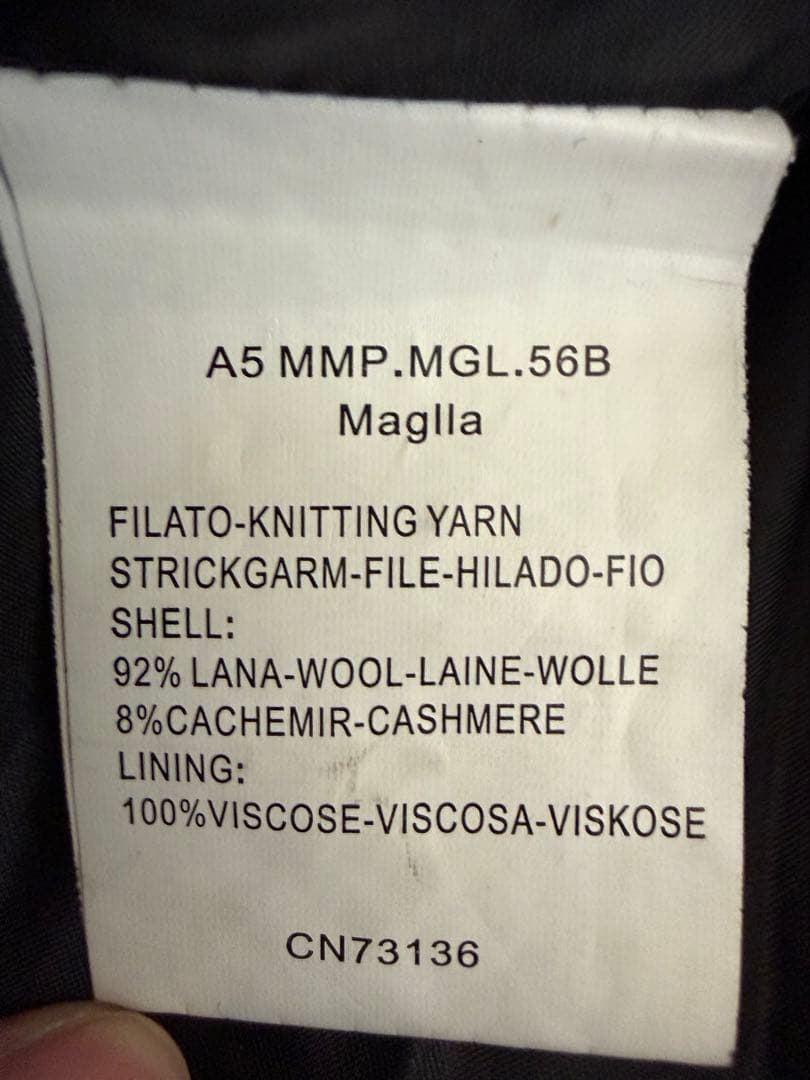 A5 MMP.MGL.56B
Maglla
FILATO-KNITTING YARN
STRICKGARM-FILE-HILADO-FIO
SHELL:
92% LANA-WOOL-LAINE-WOLLE
8%CACHEMIR-CASHMERE
LINING:
100%VISCOSE-VISCOSA-VISKOSE
CN73136